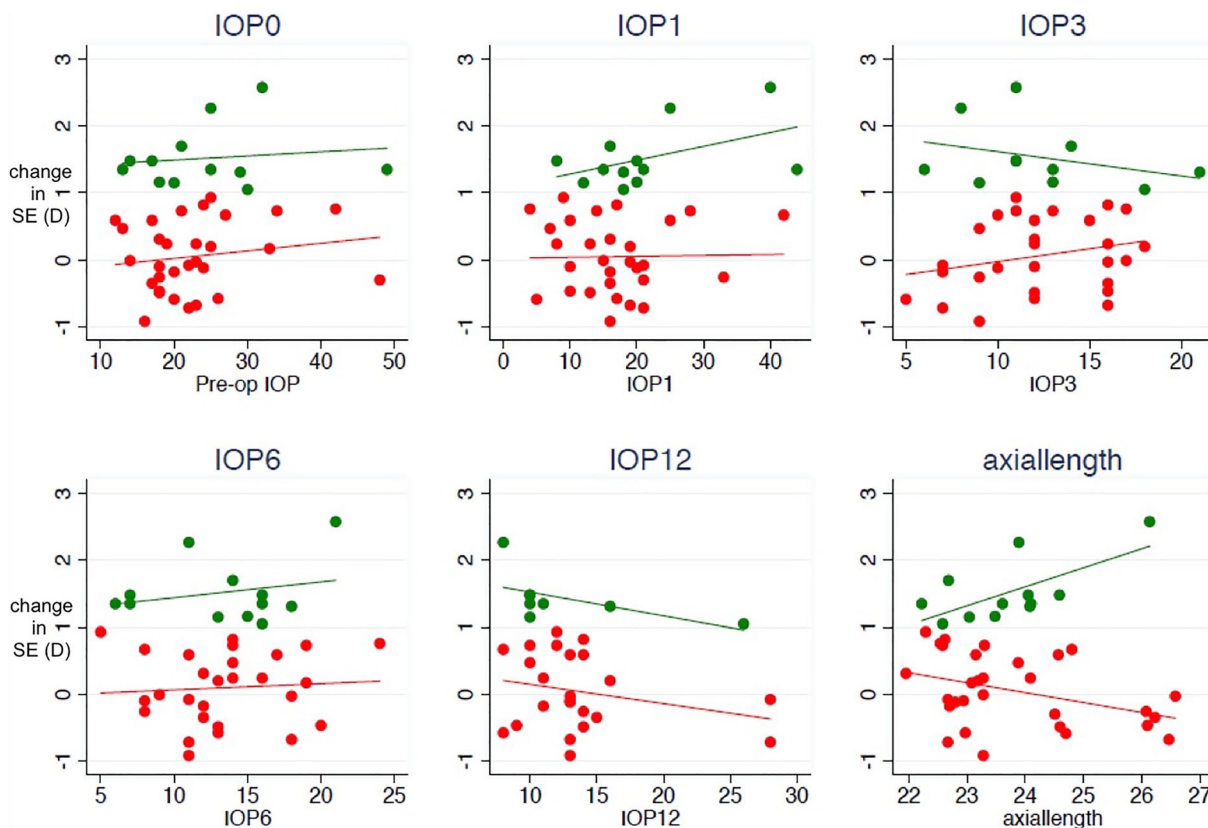 IOP0 IOP1 IOP3
3 3 3
2 2 2
change
in
SE (D)
1 1 1
0 0 0
-1 -1 -1
10 20 30 40 50 0 10 20 30 40 5 10 15 20
Pre-op IOP IOP1 IOP3
IOP6 IOP12 axiallength
3 3 3
2 2 2
change
in
SE (D)
1 1 1
0 0 0
-1 -1 -1
5 10 15 20 25 10 15 20 25 30 22 23 24 25 26 27
IOP6 IOP12 axiallength